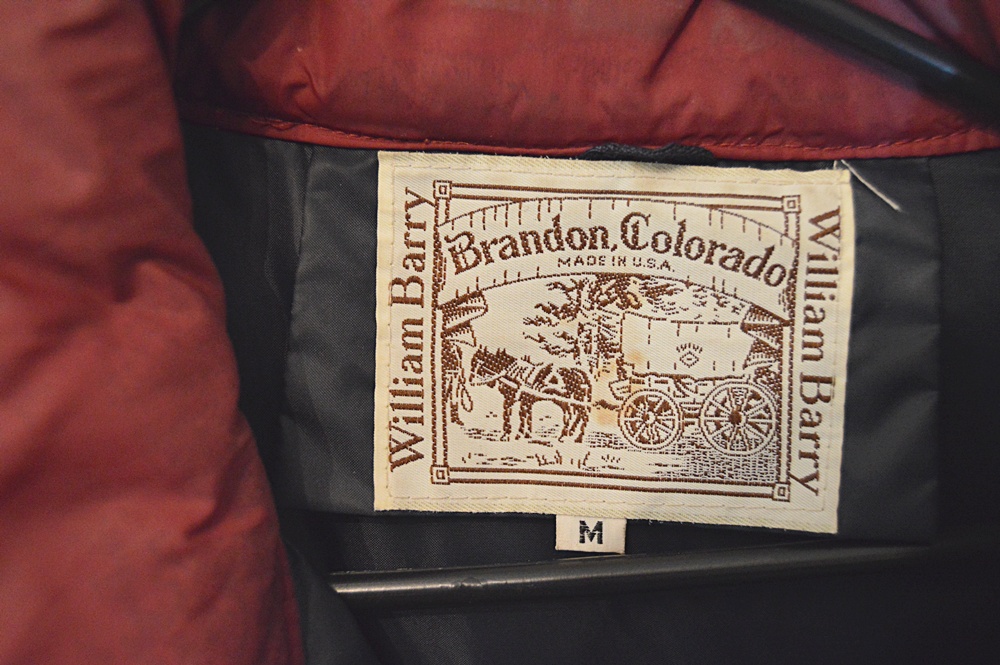 William Barry
Brandon, Colorado
MADE IN U.S.A.
William Barry
M